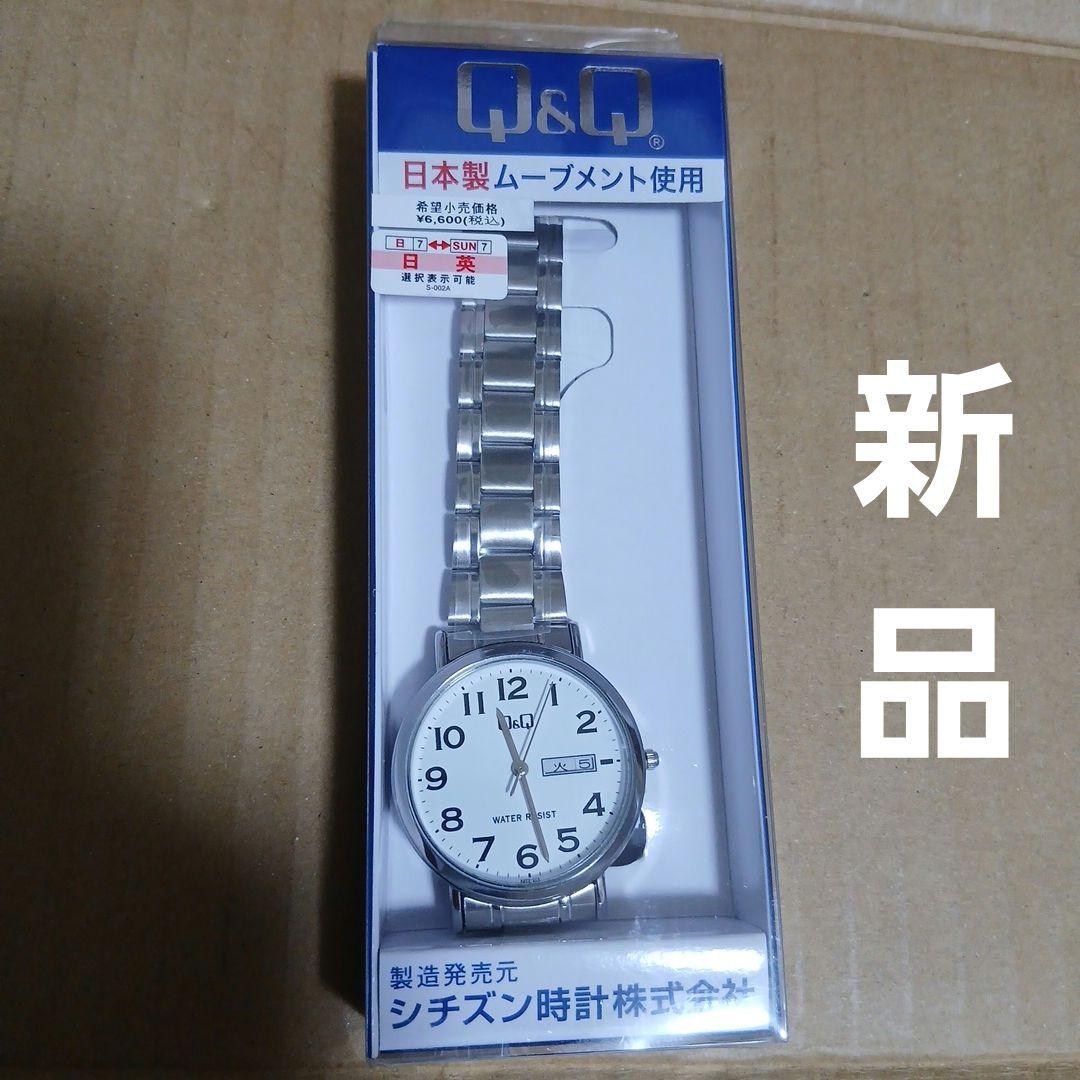 Q&Q®
日本製ムーブメント使用
希望小売価格
¥6,600(税込)
日 7 ↔ SUN 7
日 英
選択表示可能
S-002A
新
品
12
11 1
Q&Q
10 2
火 5
9
WATER RESIST
8 4
7 5
6
製造発売元
シチズン時計株式会社